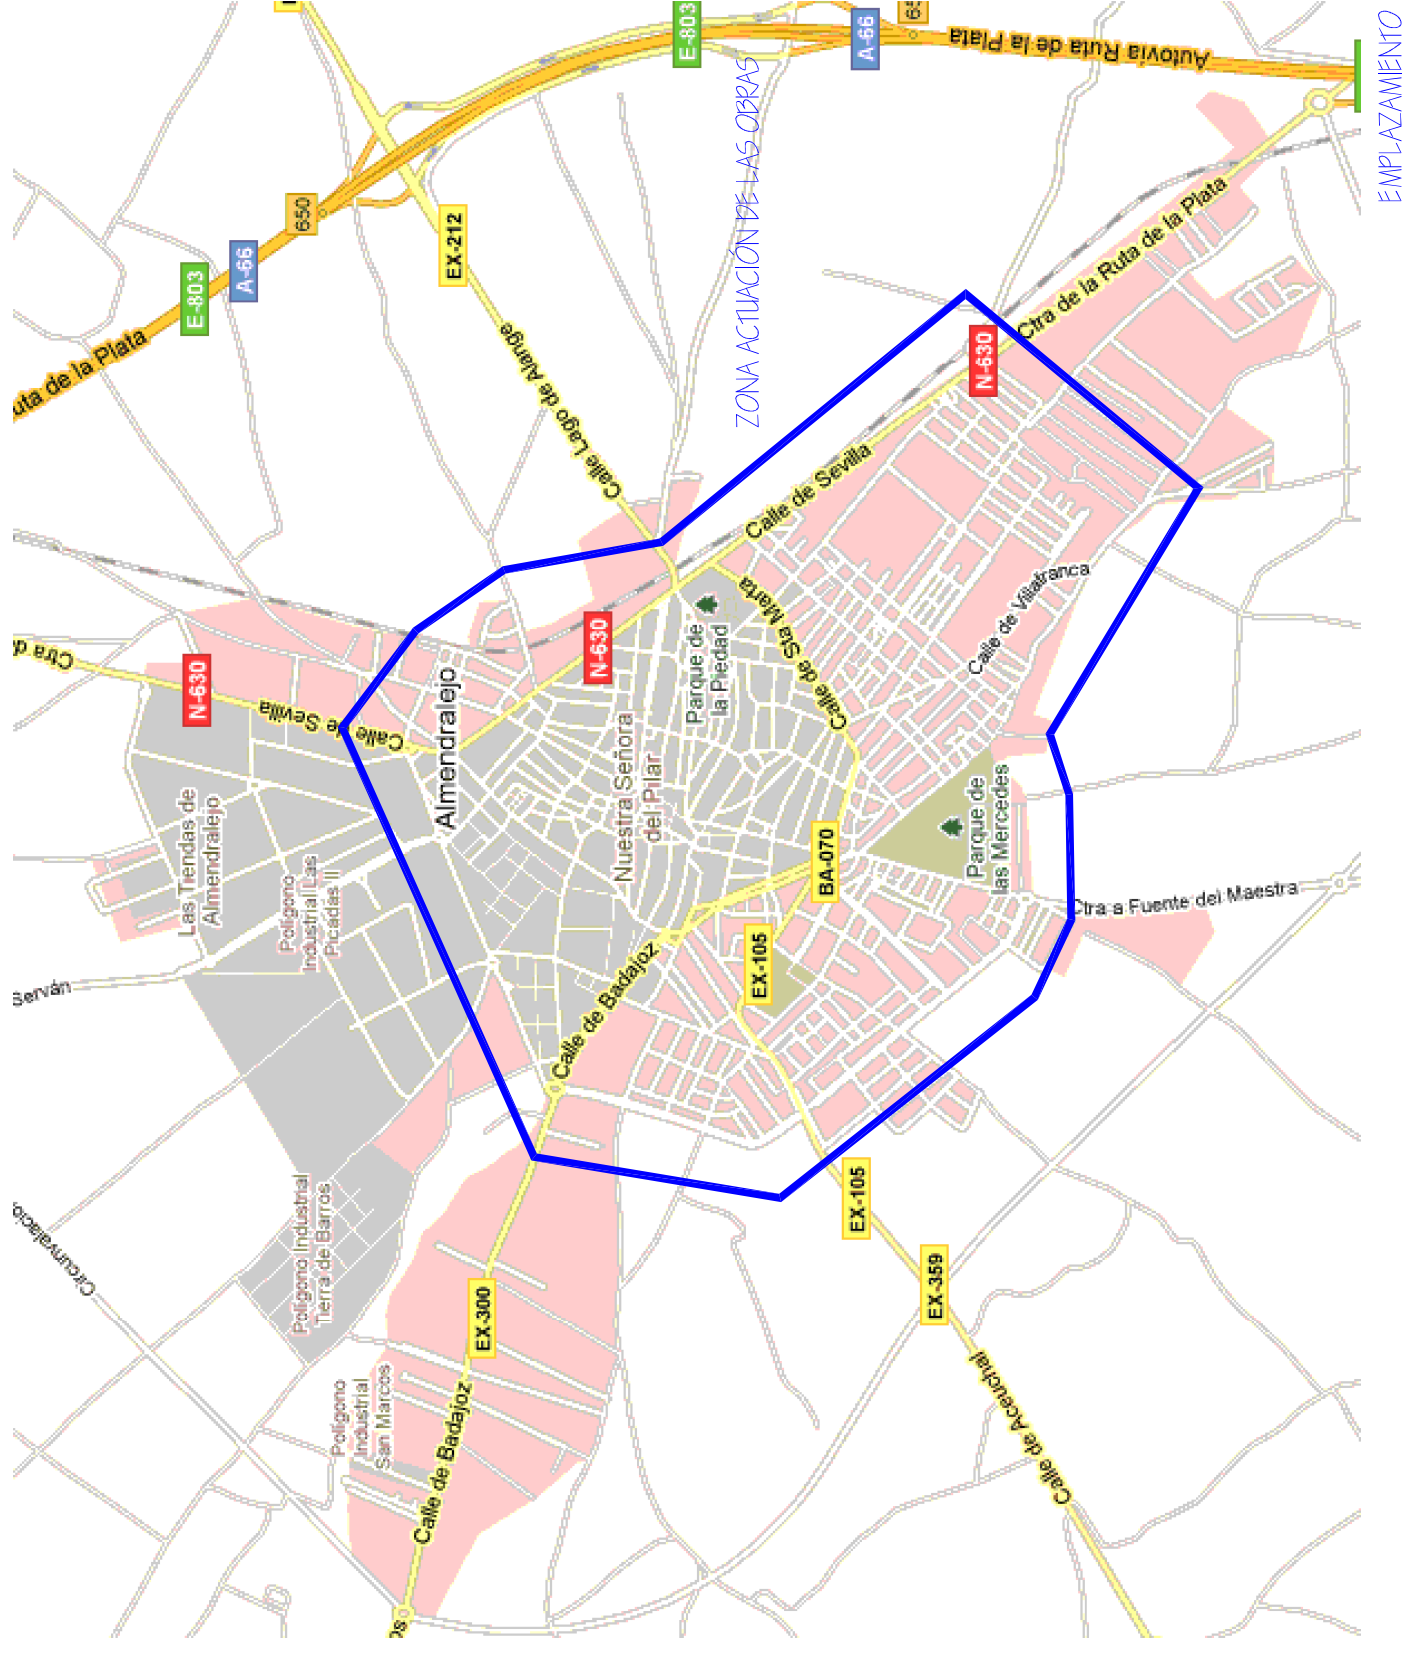 EMPLAZAMIENTO
ZONA ACTUACIÓN DE LAS OBRAS
uta de la Plata
E-803
A-66
650
EX-212
E-803
A-66
Autovía Ruta de la Plata
Calle Lago de Alange
Ctra de la Ruta de la Plata
N-630
Calle de Sevilla
N-630
Calle de Sevilla
N-630
Calle de Sevilla
Almendralejo
Las Tiendas de
Almendralejo
Polígono
Industrial Las
Picadas II
Nuestra Señora
del Pilar
Parque de
la Piedad
Calle de Sta Marta
Calle de Villafranca
Parque de
las Mercedes
BA-070
EX-105
Ctra a Fuente del Maestra
Calle de Badajoz
Serván
Circunvalació
Polígono Industrial
Tierra de Barros
Polígono
Industrial
San Marcos
EX-300
Calle de Badajoz
EX-105
EX-359
Calle de Aceuchal